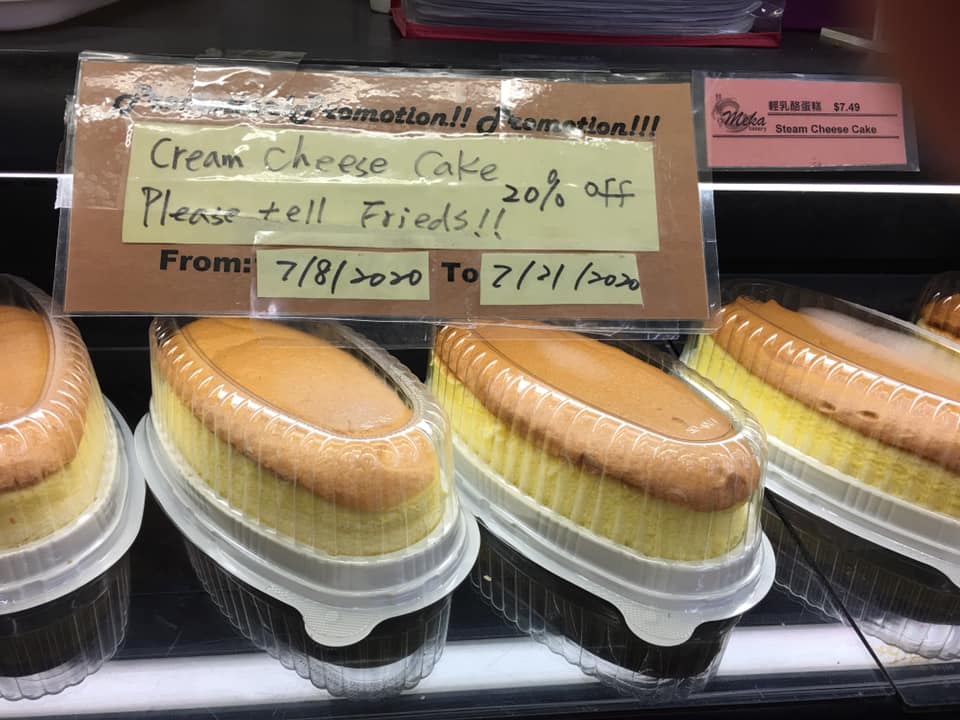 Promotion!! Promotion!!!
Cream Cheese Cake
20% off
Please tell Frieds!!
From: 7/8/2020 To 7/21/2020
Meka
bakery
輕乳酪蛋糕 $7.49
Steam Cheese Cake